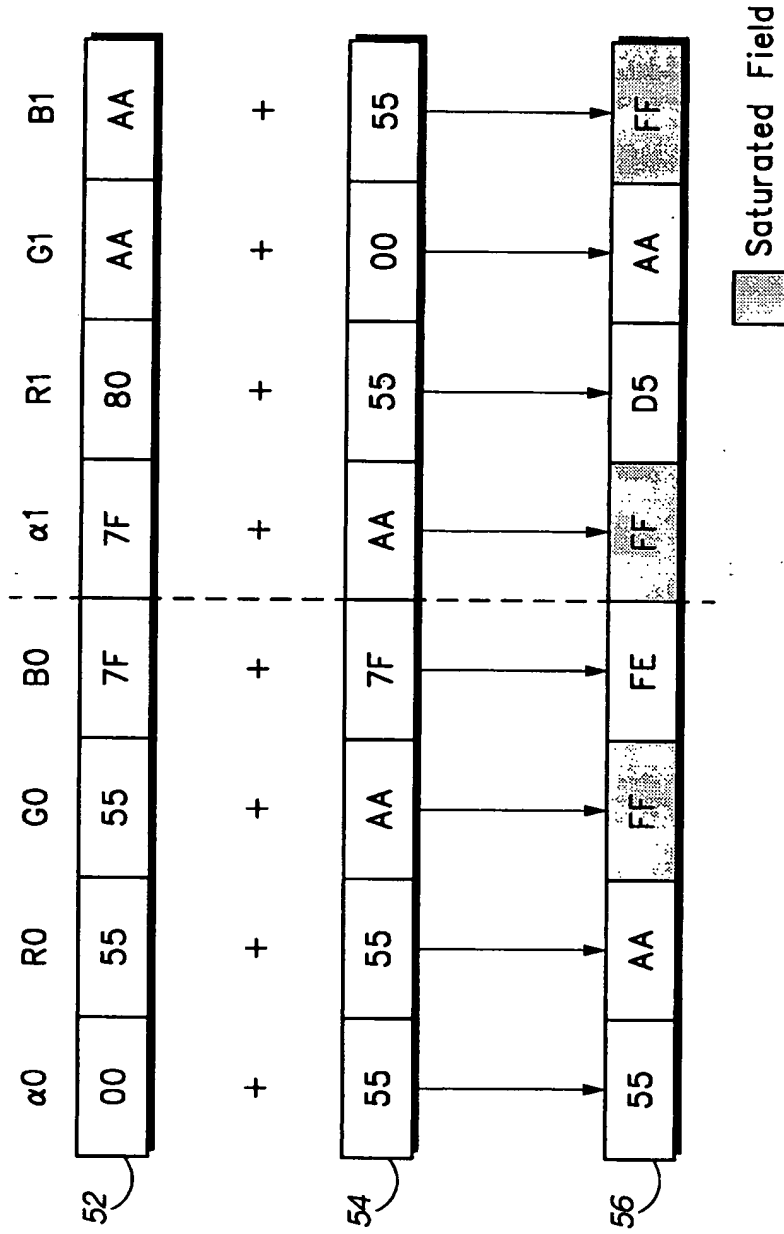 α0 R0 G0 B0 α1 R1 G1 B1
52 00 55 55 7F 7F 80 AA AA
+ + + + + + + +
54 55 55 AA 7F AA 55 00 55
56 55 AA FF FE FF D5 AA FF
Saturated Field